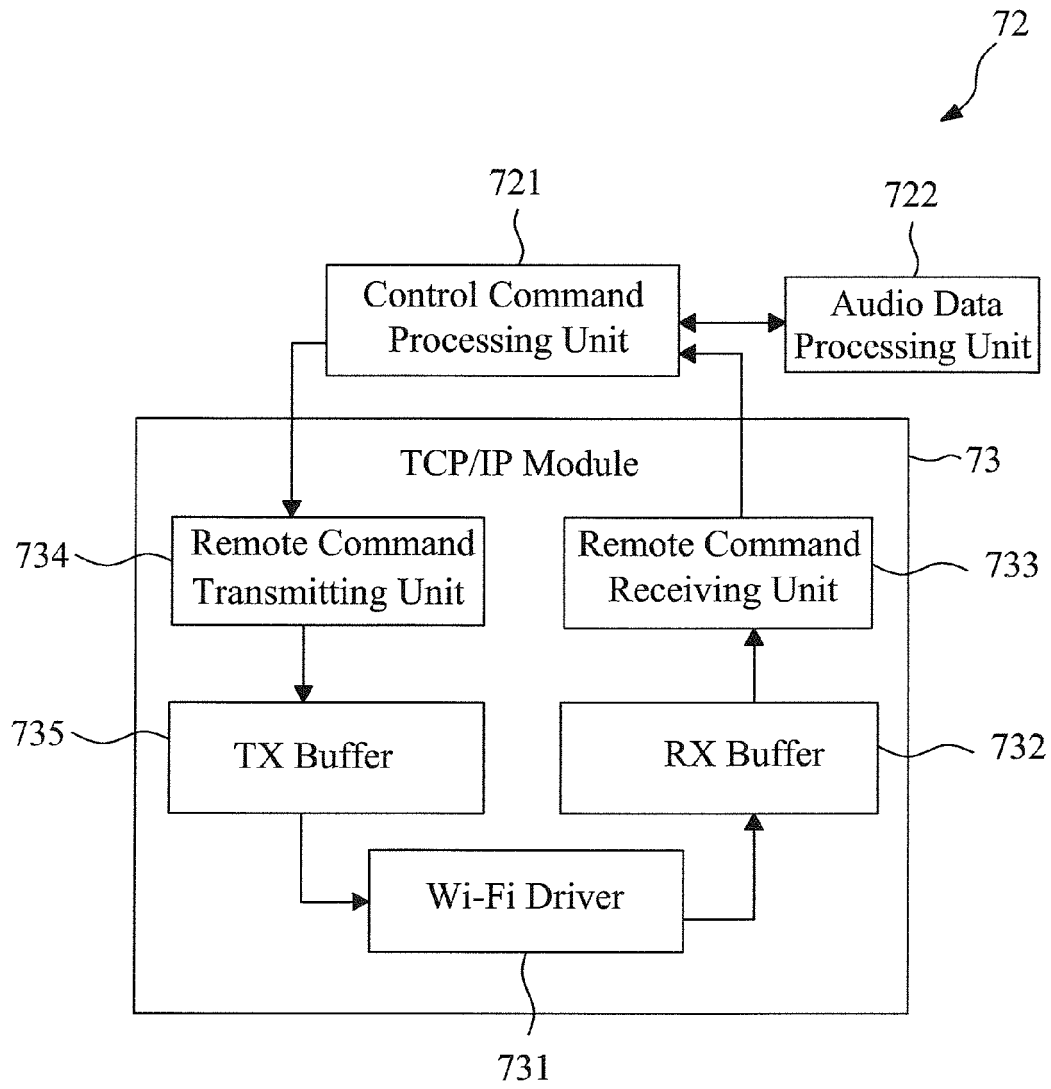 72
721
722
Control Command
Processing Unit
Audio Data
Processing Unit
TCP/IP Module
73
734
Remote Command
Transmitting Unit
Remote Command
Receiving Unit
733
735
TX Buffer
RX Buffer
732
Wi-Fi Driver
731